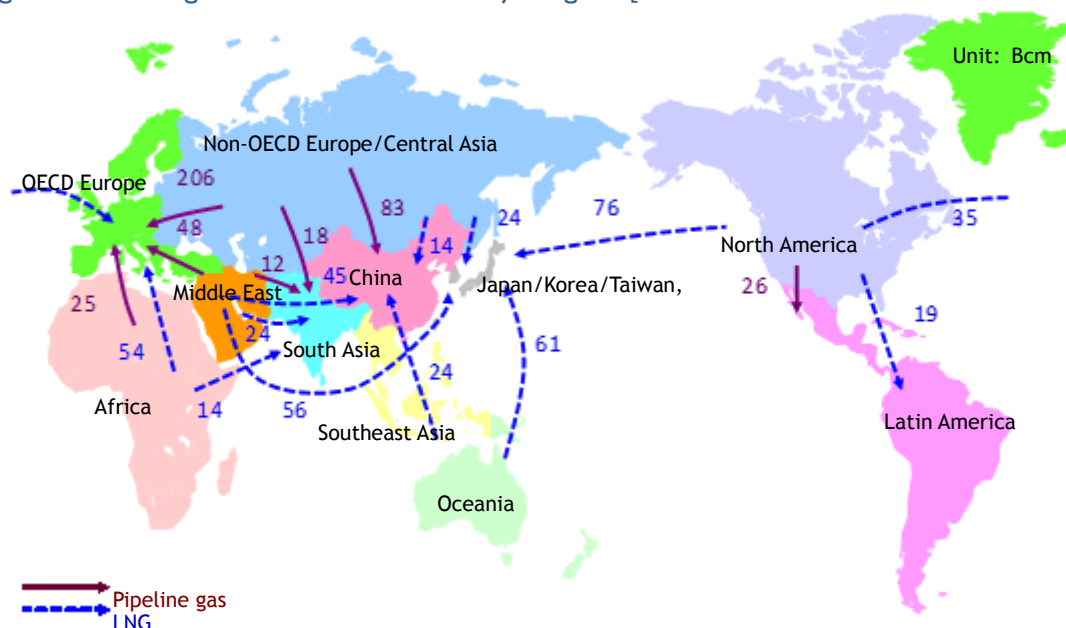 Unit: Bcm
Non-OECD Europe/Central Asia
OECD Europe
206
83
24
76
35
48
18
14
North America
12
45
China
26
Middle East
Japan/Korea/Taiwan,
25
24
19
54
South Asia
61
24
14
56
Africa
Southeast Asia
Latin America
Oceania
Pipeline gas
LNG